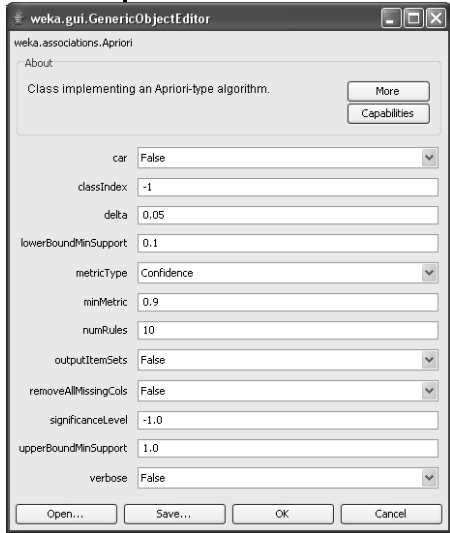 weka.gui.GenericObjectEditor
weka.associations.Apriori
About
Class implementing an Apriori-type algorithm.
More
Capabilities
car False
classIndex -1
delta 0.05
lowerBoundMinSupport 0.1
metricType Confidence
minMetric 0.9
numRules 10
outputItemSets False
removeAllMissingCols False
significanceLevel -1.0
upperBoundMinSupport 1.0
verbose False
Open... Save... OK Cancel